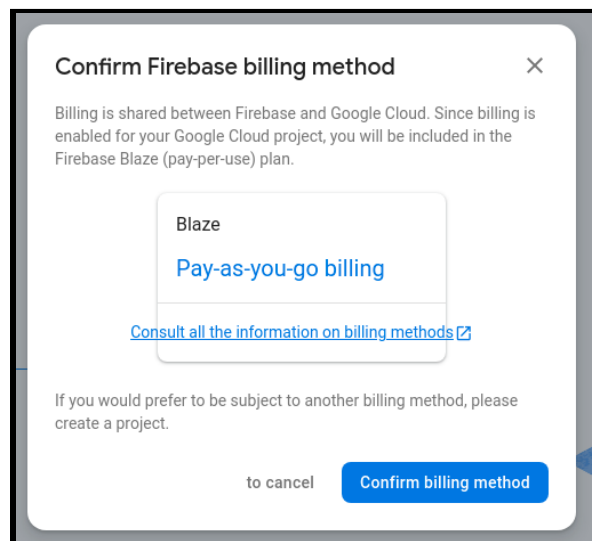 Confirm Firebase billing method
Billing is shared between Firebase and Google Cloud. Since billing is
enabled for your Google Cloud project, you will be included in the
Firebase Blaze (pay-per-use) plan.
Blaze
Pay-as-you-go billing
Consult all the information on billing methods
If you would prefer to be subject to another billing method, please
create a project.
to cancel
Confirm billing method